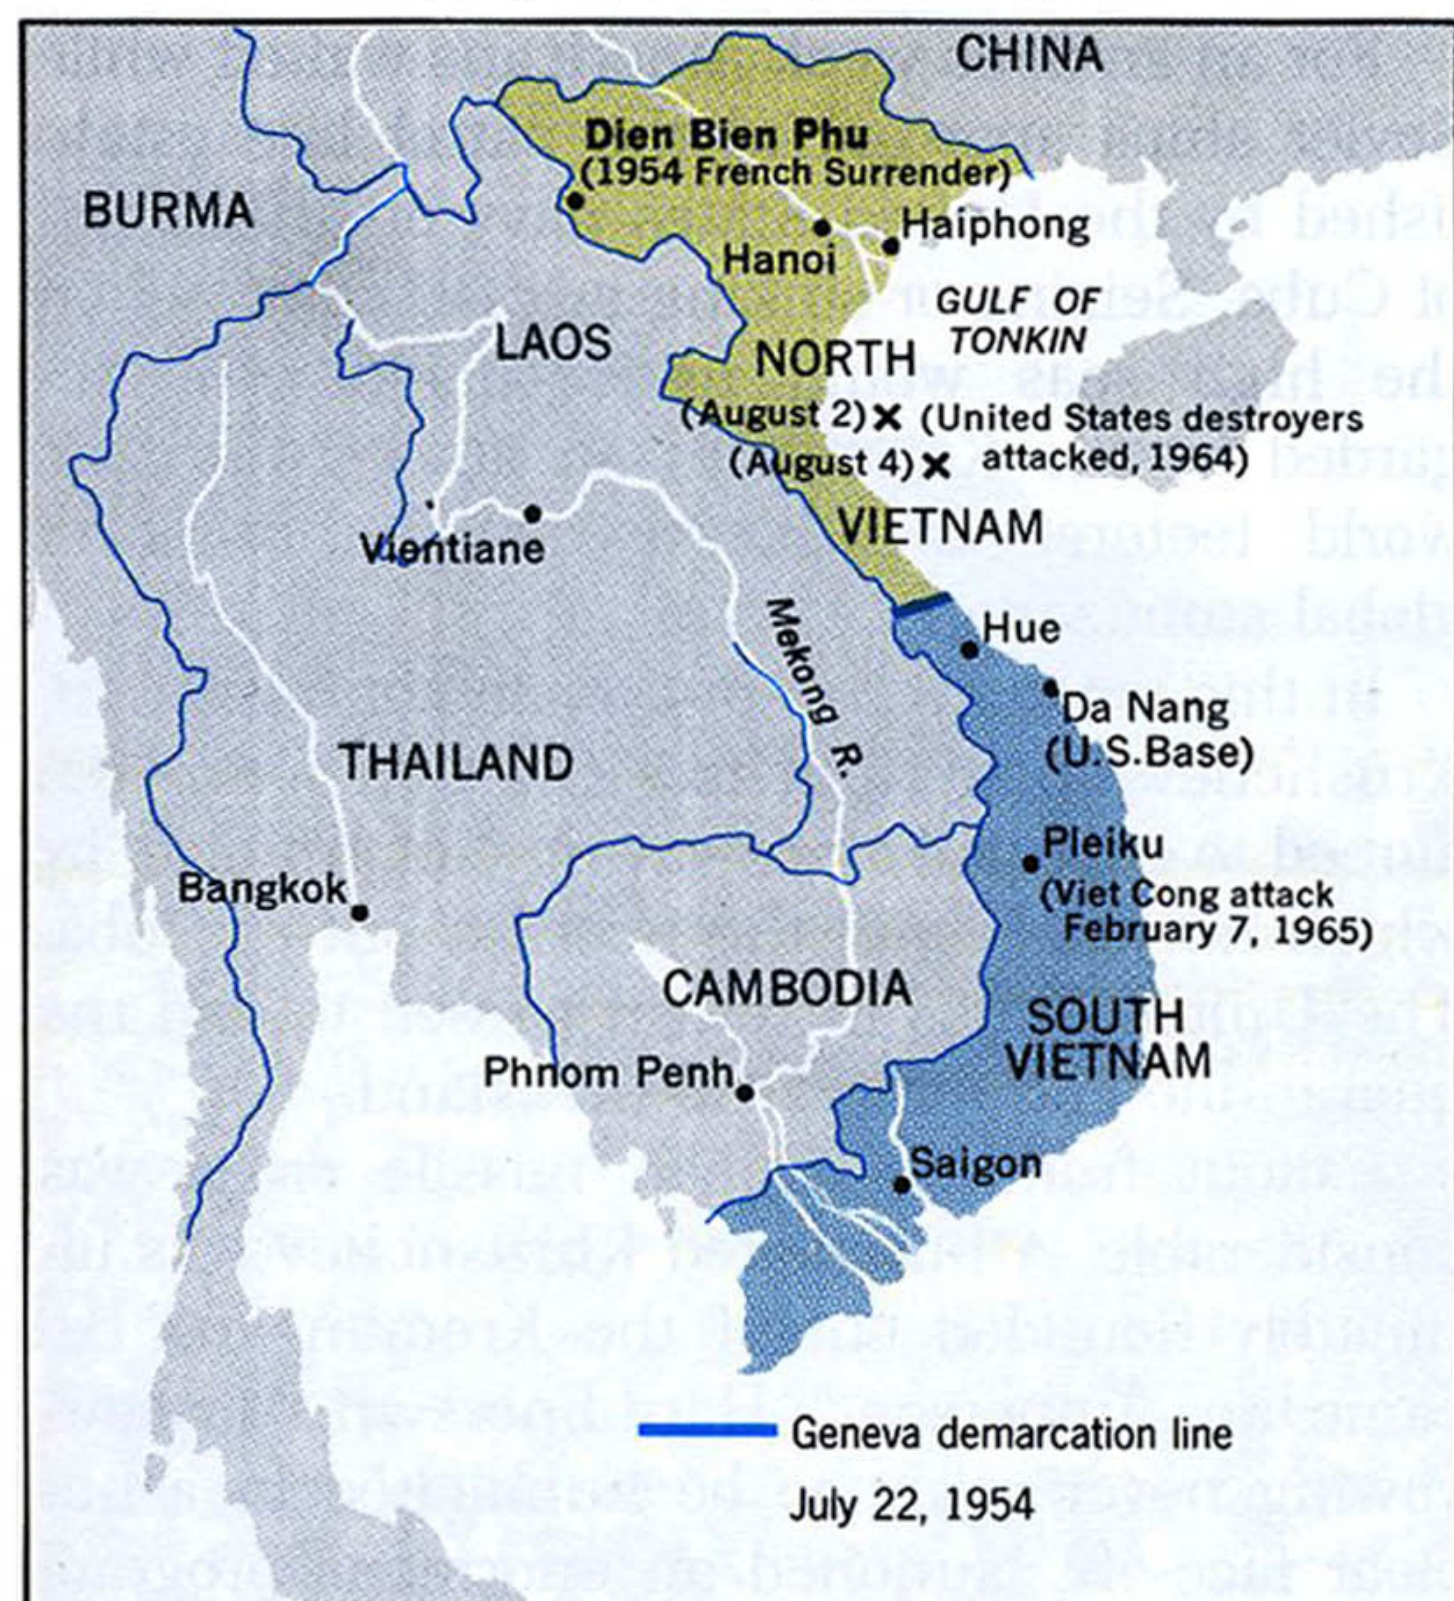 CHINA
Dien Bien Phu
(1954 French Surrender)
BURMA
Haiphong
Hanoi
GULF OF
TONKIN
LAOS
NORTH
(August 2) x (United States destroyers
(August 4) x attacked, 1964)
VIETNAM
Vientiane
Hue
Mekong R.
Da Nang
(U.S.Base)
THAILAND
Pleiku
(Viet Cong attack
February 7, 1965)
Bangkok
CAMBODIA
SOUTH
VIETNAM
Phnom Penh
Saigon
Geneva demarcation line
July 22, 1954